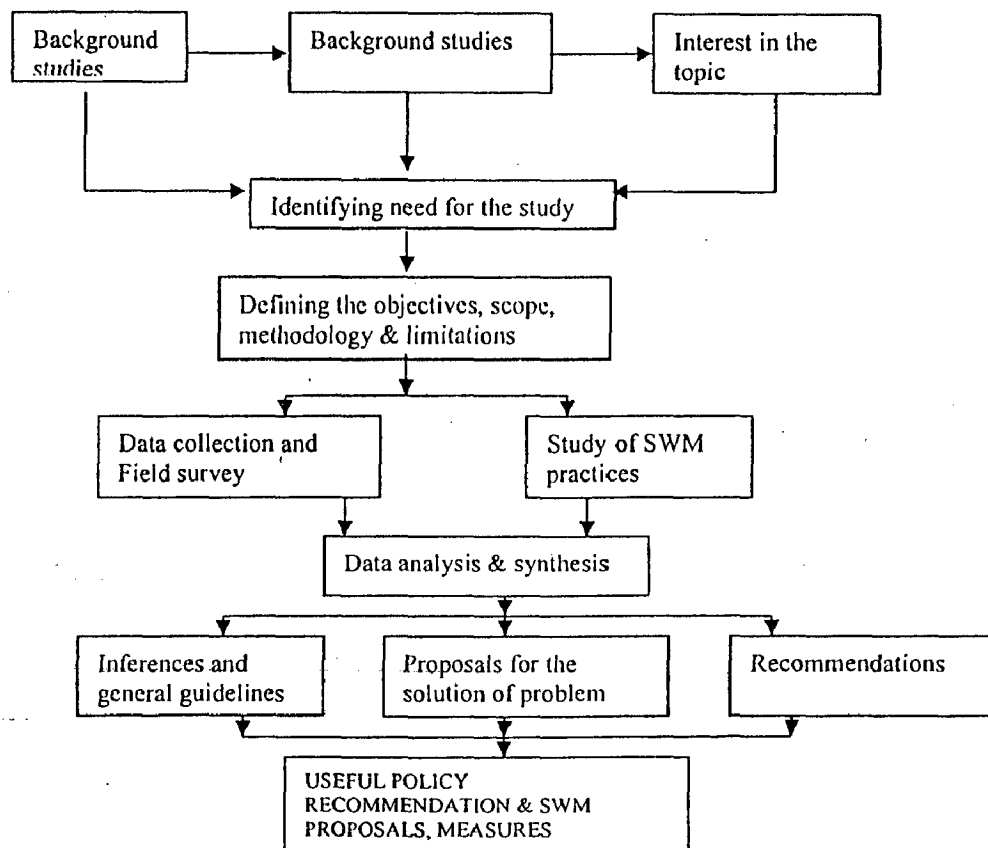 Background
studies
Background studies
Interest in the
topic
Identifying need for the study
Defining the objectives, scope,
methodology & limitations
Data collection and
Field survey
Study of SWM
practices
Data analysis & synthesis
Inferences and
general guidelines
Proposals for the
solution of problem
Recommendations
USEFUL POLICY
RECOMMENDATION & SWM
PROPOSALS, MEASURES